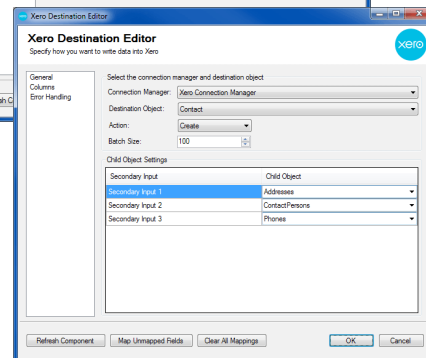 Xero Destination Editor
Xero Destination Editor
Specify how you want to write data into Xero
xero
General
Columns
Error Handling
Select the connection manager and destination object
Connection Manager: Xero Connection Manager
Destination Object: Contact
Action: Create
Batch Size: 100
Child Object Settings
Secondary Input Child Object
Secondary Input 1 Addresses
Secondary Input 2 ContactPersons
Secondary Input 3 Phones
Refresh Component Map Unmapped Fields Clear All Mappings OK Cancel